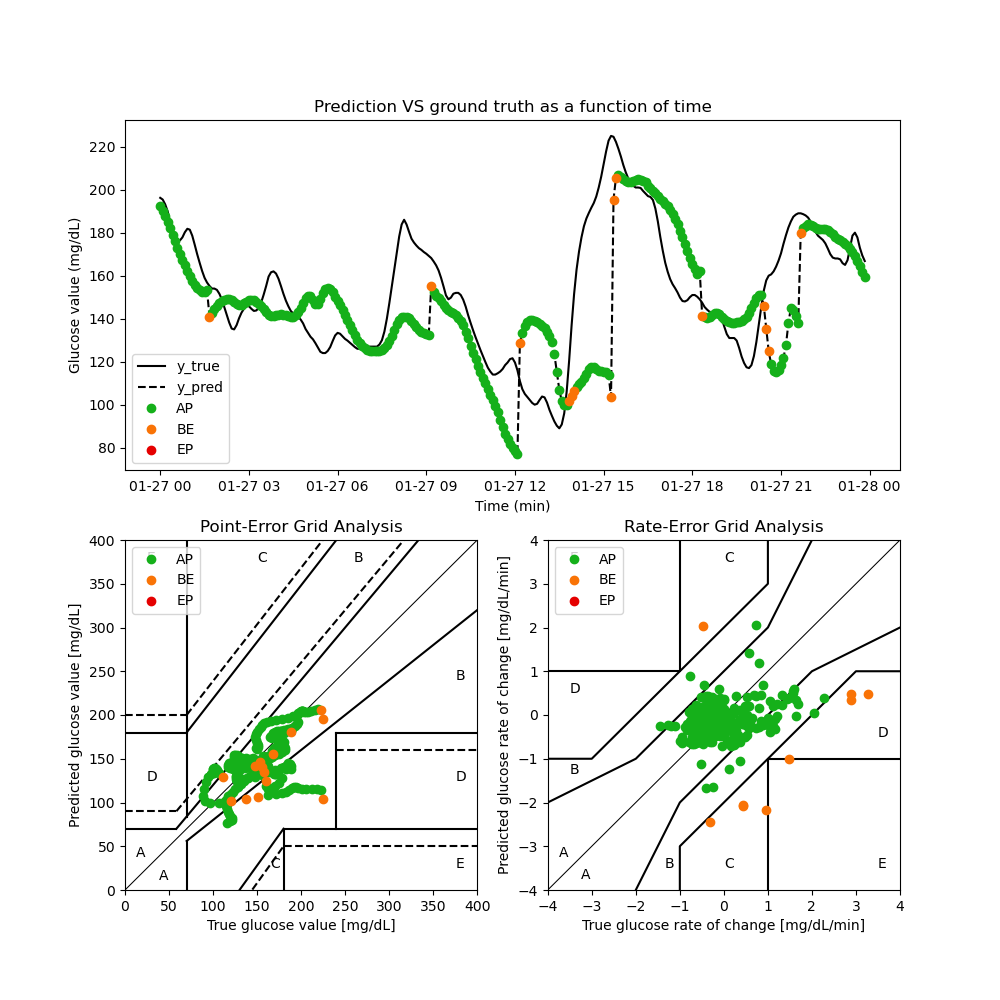 Prediction VS ground truth as a function of time
Glucose value (mg/dL)
220
200
180
160
140
120
100
80
y_true
y_pred
AP
BE
EP
01-27 00 01-27 03 01-27 06 01-27 09 01-27 12 01-27 15 01-27 18 01-27 21 01-28 00
Time (min)
Point-Error Grid Analysis
Predicted glucose value [mg/dL]
400
350
300
250
200
150
100
50
0
AP
BE
EP
C
B
B
D
D
A
A
C
E
0 50 100 150 200 250 300 350 400
True glucose value [mg/dL]
Rate-Error Grid Analysis
Predicted glucose rate of change [mg/dL/min]
4
3
2
1
0
−1
−2
−3
−4
AP
BE
EP
C
D
D
B
A
A
B
C
E
−4 −3 −2 −1 0 1 2 3 4
True glucose rate of change [mg/dL/min]